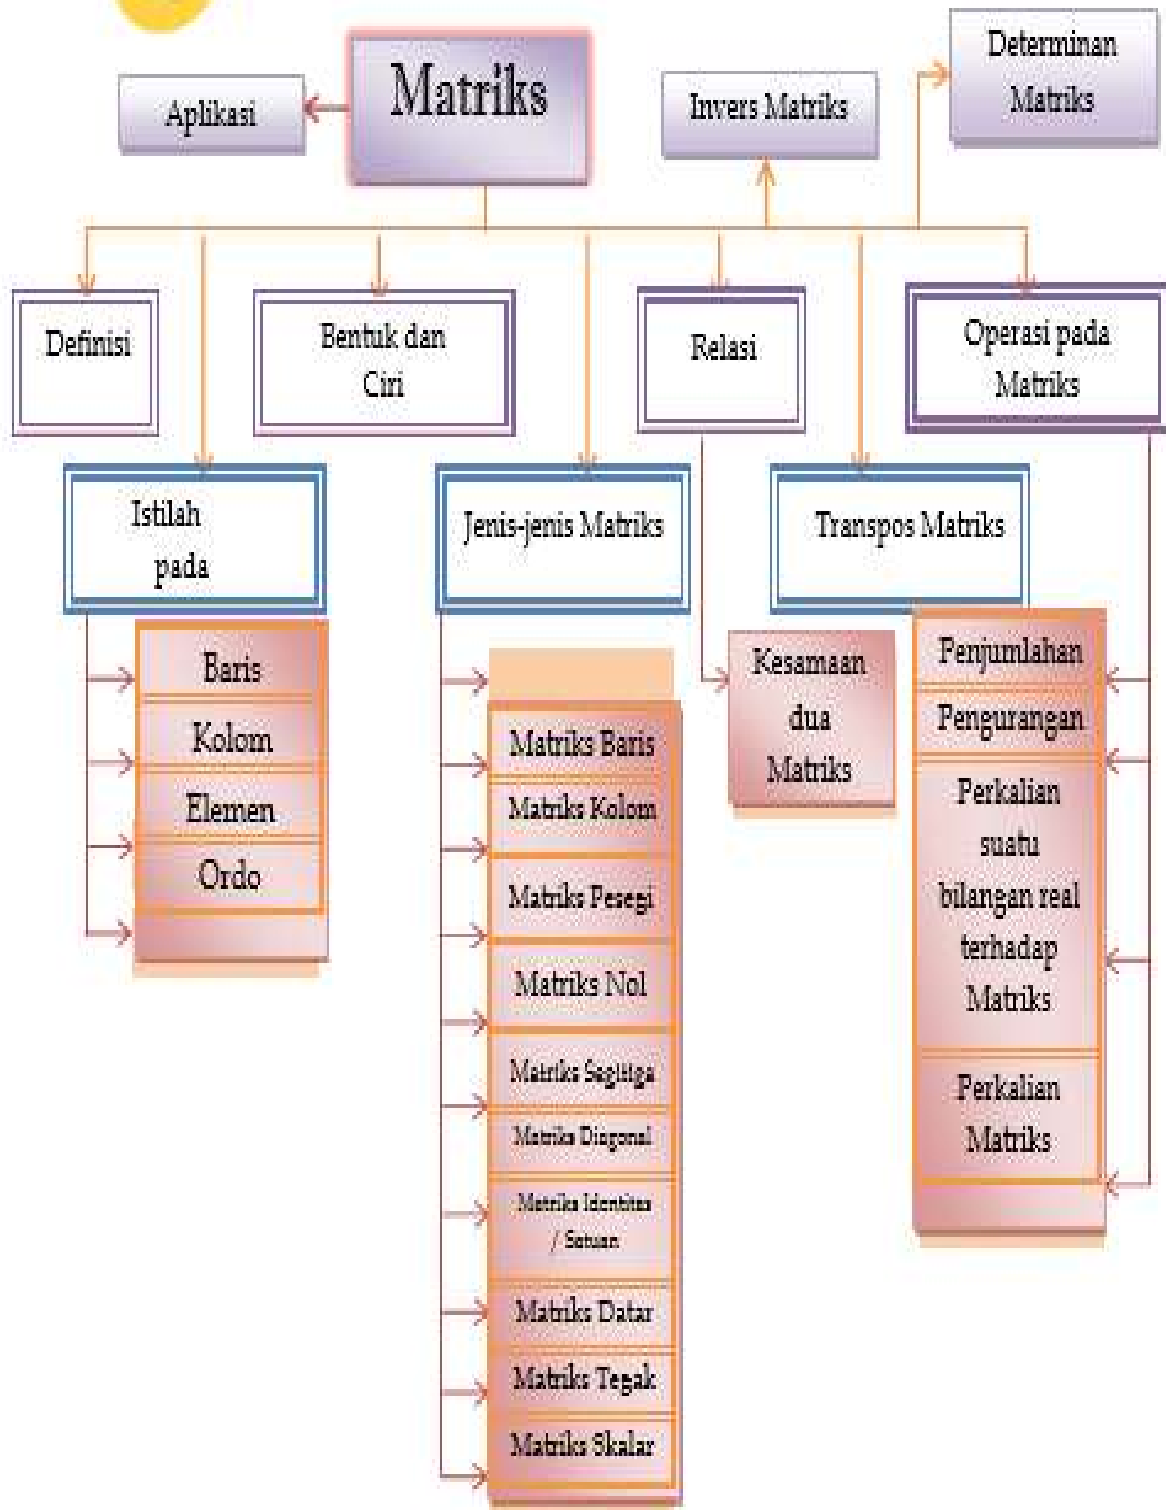 Matriks
Aplikasi
Invers Matriks
Determinan
Matriks
Definisi
Bentuk dan
Ciri
Relasi
Operasi pada
Matriks
Istilah
pada
Jenis-jenis Matriks
Transpos Matriks
Baris
Kolom
Elemen
Ordo
Matriks Baris
Matriks Kolom
Matriks Pesegi
Matriks Nol
Matriks Segitiga
Matriks Diagonal
Matriks Identitas
/ Satuan
Matriks Datar
Matriks Tegak
Matriks Skalar
Kesamaan
dua
Matriks
Penjumlahan
Pengurangan
Perkalian
suatu
bilangan real
terhadap
Matriks
Perkalian
Matriks